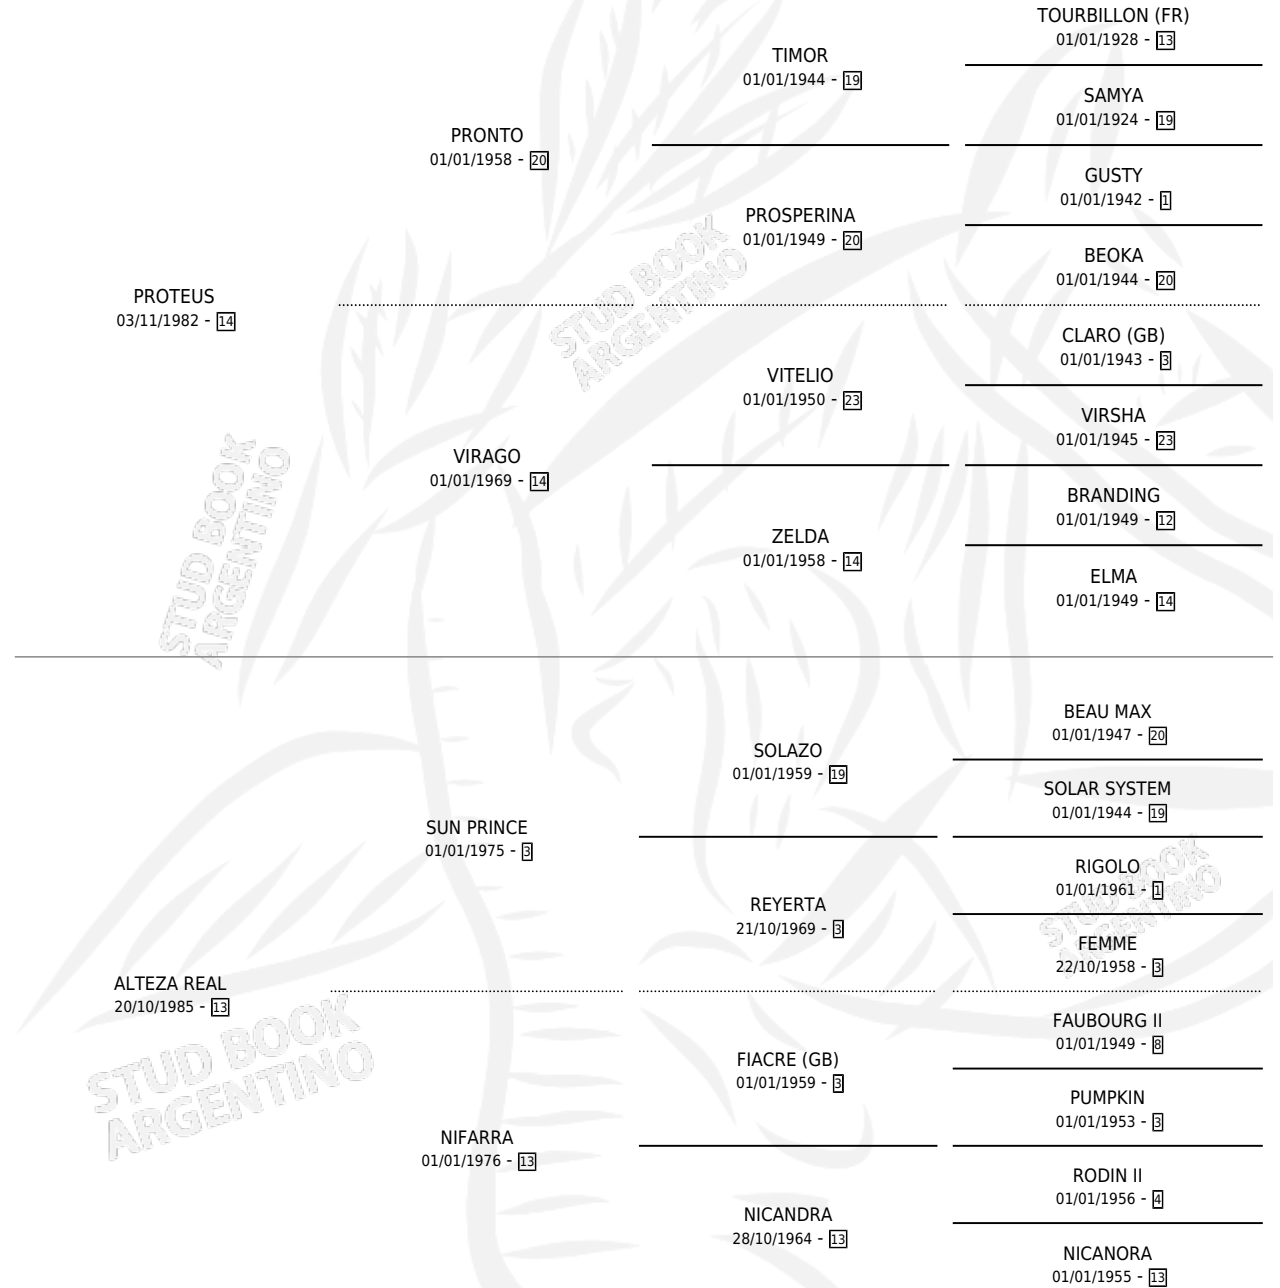 TOURBILLON (FR)
01/01/1928 - 13
TIMOR
01/01/1944 - 19
SAMYA
01/01/1924 - 19
PRONTO
01/01/1958 - 20
GUSTY
01/01/1942 - 1
PROSPERINA
01/01/1949 - 20
BEOKA
01/01/1944 - 20
PROTEUS
03/11/1982 - 14
CLARO (GB)
01/01/1943 - 3
VITELIO
01/01/1950 - 23
VIRSHA
01/01/1945 - 23
VIRAGO
01/01/1969 - 14
BRANDING
01/01/1949 - 12
ZELDA
01/01/1958 - 14
ELMA
01/01/1949 - 14
BEAU MAX
01/01/1947 - 20
SOLAZO
01/01/1959 - 19
SOLAR SYSTEM
01/01/1944 - 19
SUN PRINCE
01/01/1975 - 3
RIGOLO
01/01/1961 - 1
REYERTA
21/10/1969 - 3
FEMME
22/10/1958 - 3
ALTEZA REAL
20/10/1985 - 13
FAUBOURG II
01/01/1949 - 8
FIACRE (GB)
01/01/1959 - 3
PUMPKIN
01/01/1953 - 3
NIFARRA
01/01/1976 - 13
RODIN II
01/01/1956 - 4
NICANDRA
28/10/1964 - 13
NICANORA
01/01/1955 - 13
STUD BOOK
ARGENTINO
STUD BOOK
ARGENTINO
STUD BOOK
ARGENTINO
STUD BOOK
ARGENTINO